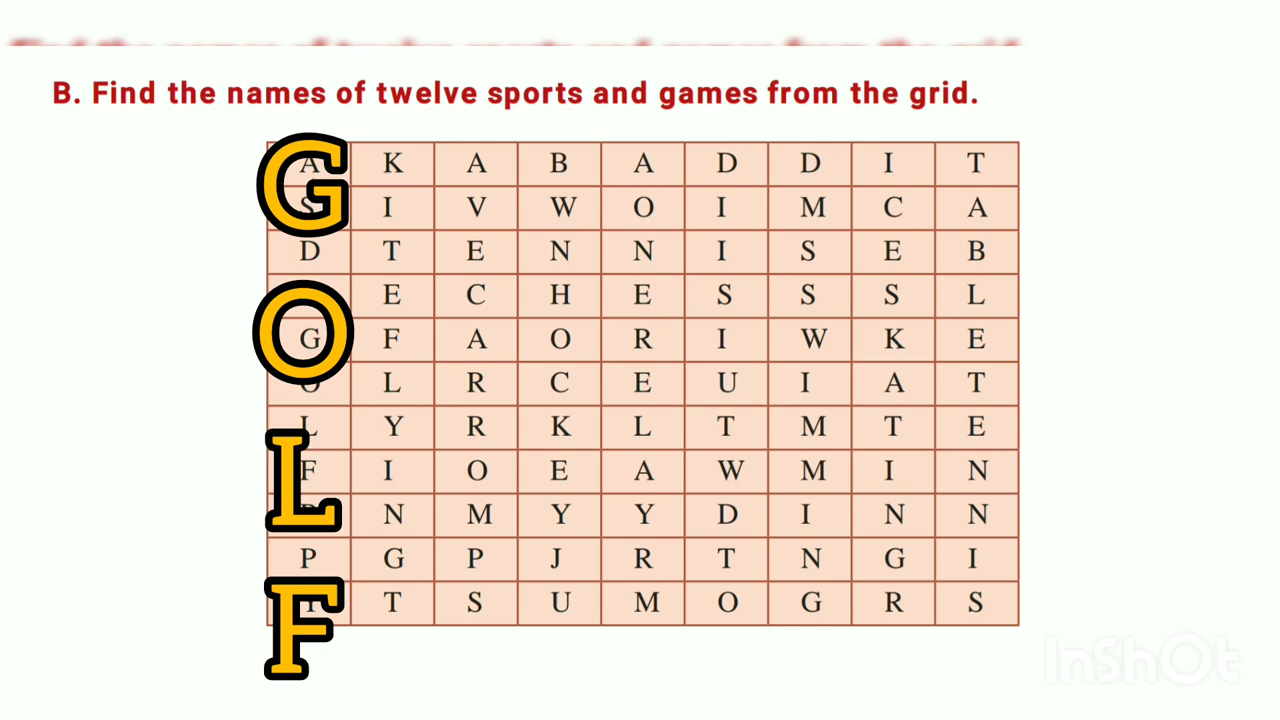 B. Find the names of twelve sports and games from the grid.
A K A B A D D I T
S I V W O I M C A
D T E N N I S E B
E C H E S S S L
G F A O R I W K E
O L R C E U I A T
L Y R K L T M T E
F I O E A W M I N
N M Y Y D I N N
P G P J R T N G I
T S U M O G R S
G
O
L
F
InShOt